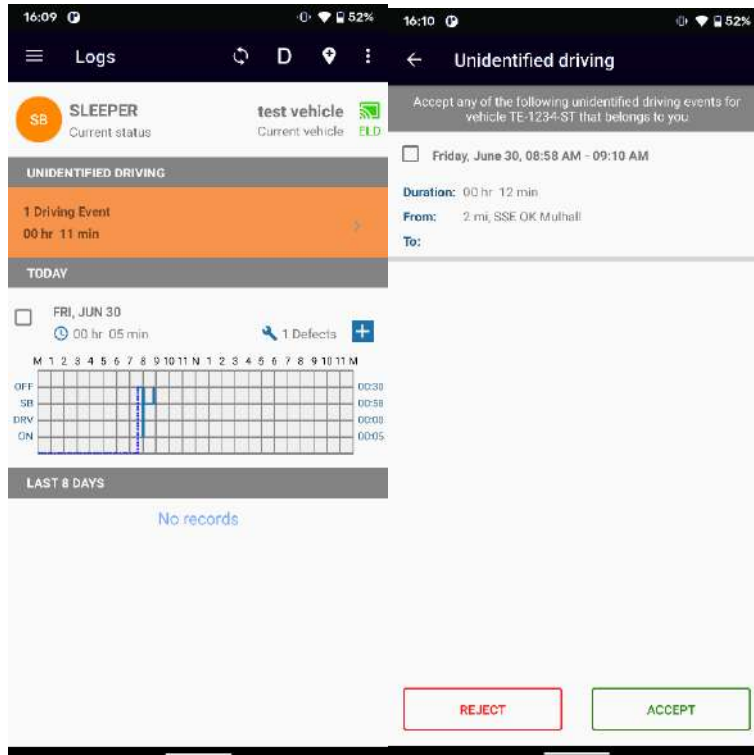 16:09
52%
Logs
D
SB
SLEEPER
Current status
test vehicle
Current vehicle
ELD
UNIDENTIFIED DRIVING
1 Driving Event
00 hr 11 min
TODAY
FRI, JUN 30
00 hr 05 min
1 Defects
M 1 2 3 4 5 6 7 8 9 10 11 N 1 2 3 4 5 6 7 8 9 10 11 M
OFF 00:30
SB 00:58
DRV 00:00
ON 00:05
LAST 8 DAYS
No records
16:10
52%
Unidentified driving
Accept any of the following unidentified driving events for
vehicle TE-1234-ST that belongs to you
Friday, June 30, 08:58 AM - 09:10 AM
Duration: 00 hr 12 min
From: 2 mi, SSE OK Mulhall
To:
REJECT
ACCEPT